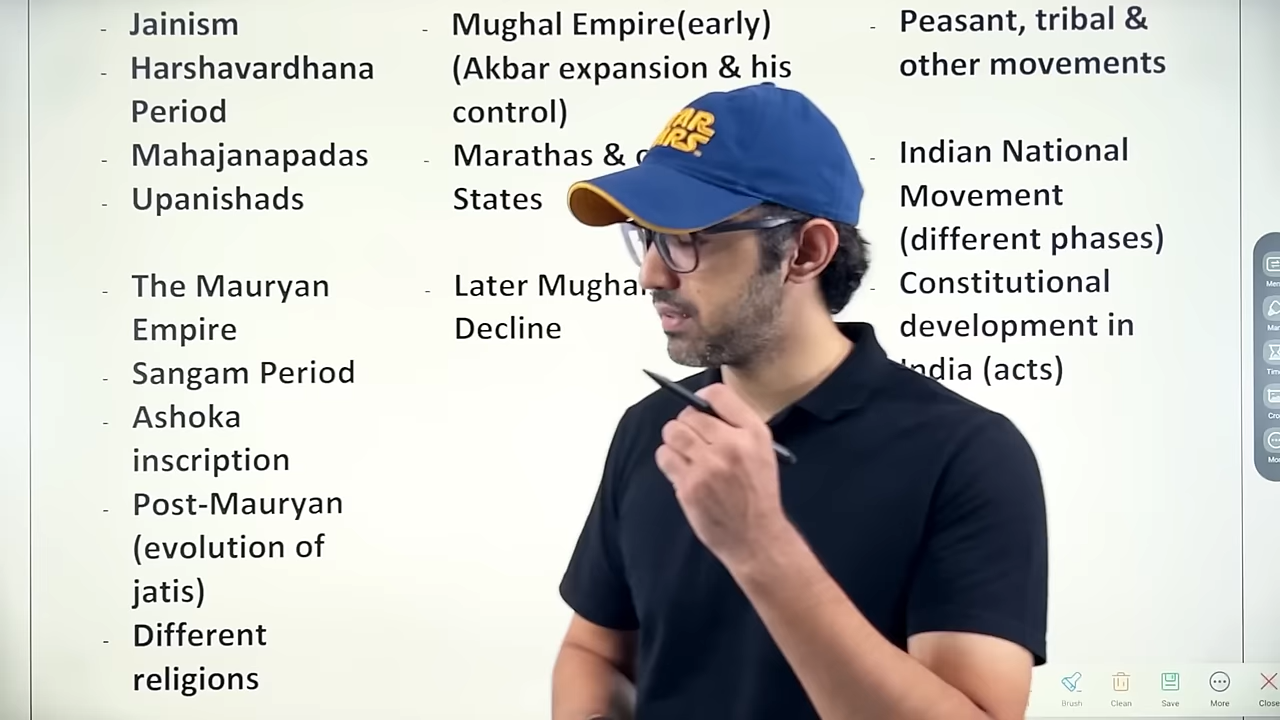 - Jainism
- Harshavardhana
Period
- Mahajanapadas
- Upanishads
- The Mauryan
Empire
- Sangam Period
- Ashoka
inscription
- Post-Mauryan
(evolution of
jatis)
- Different
religions
- Mughal Empire(early)
(Akbar expansion & his
control)
- Marathas &
States
- Later
Decline
- Peasant, tribal &
other movements
- Indian National
Movement
(different phases)
- Constitutional
development in
India (acts)
Brush
Clean
Save
More
Close